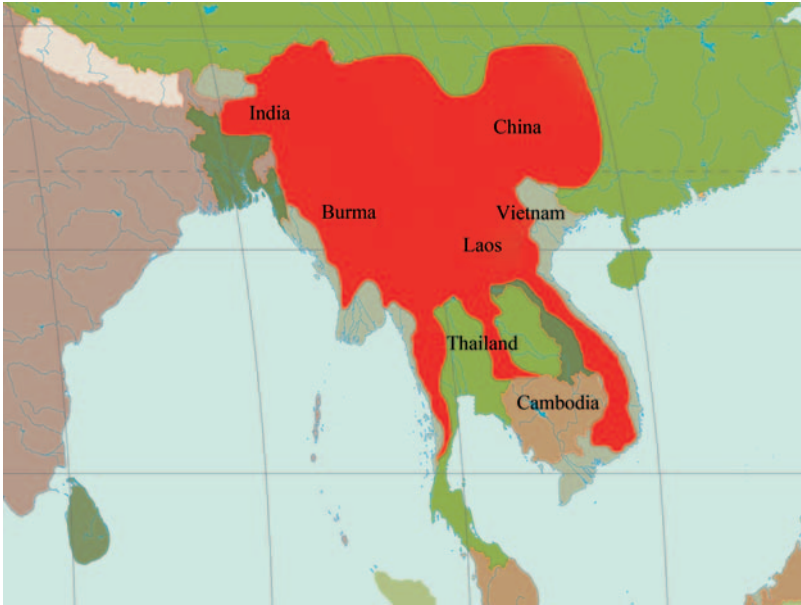 India
China
Burma
Vietnam
Laos
Thailand
Cambodia